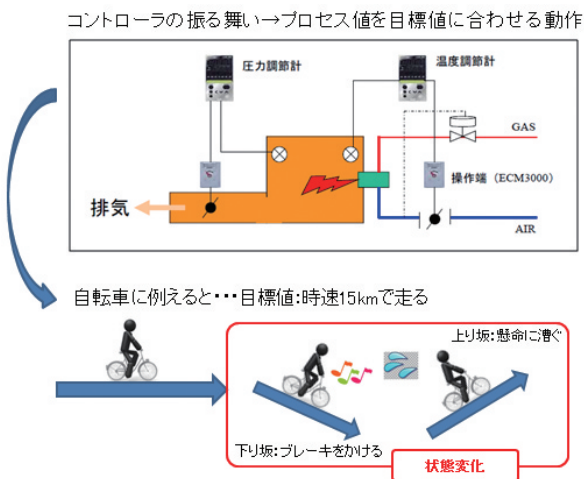 コントローラの振る舞い→プロセス値を目標値に合わせる動作
圧力調節計
温度調節計
GAS
操作端（ECM3000）
排気
AIR
自転車に例えると・・・目標値:時速15kmで走る
上り坂:懸命に漕ぐ
下り坂:ブレーキをかける
状態変化